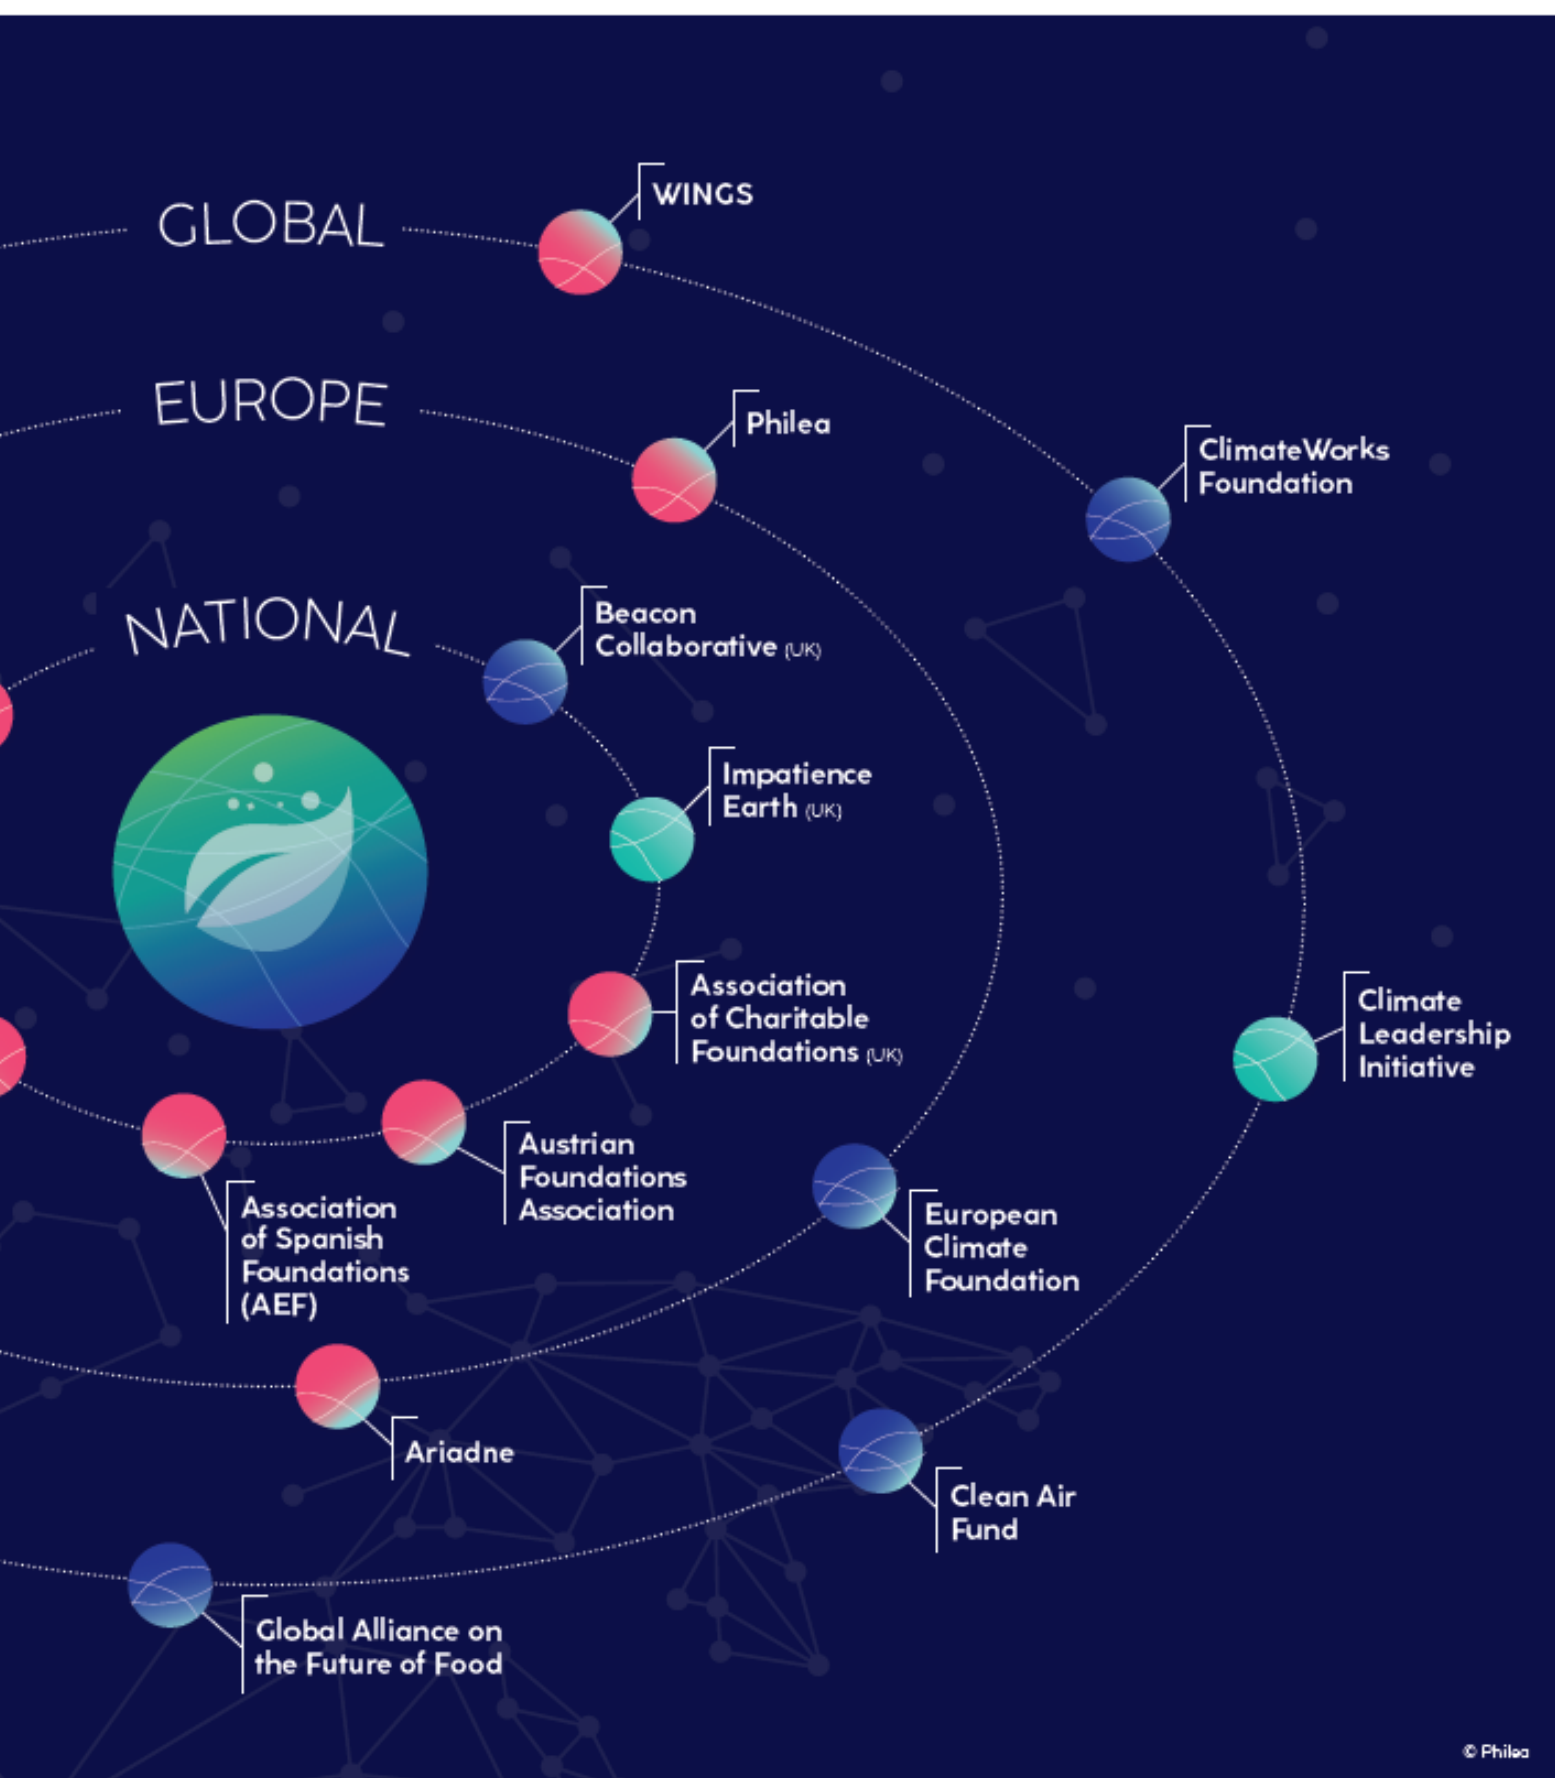 GLOBAL
WINGS
EUROPE
Philea
ClimateWorks
Foundation
NATIONAL
Beacon
Collaborative (UK)
Impatience
Earth (UK)
Association
of Charitable
Foundations (UK)
Climate
Leadership
Initiative
Austrian
Foundations
Association
Association
of Spanish
Foundations
(AEF)
European
Climate
Foundation
Ariadne
Clean Air
Fund
Global Alliance on
the Future of Food
© Philea